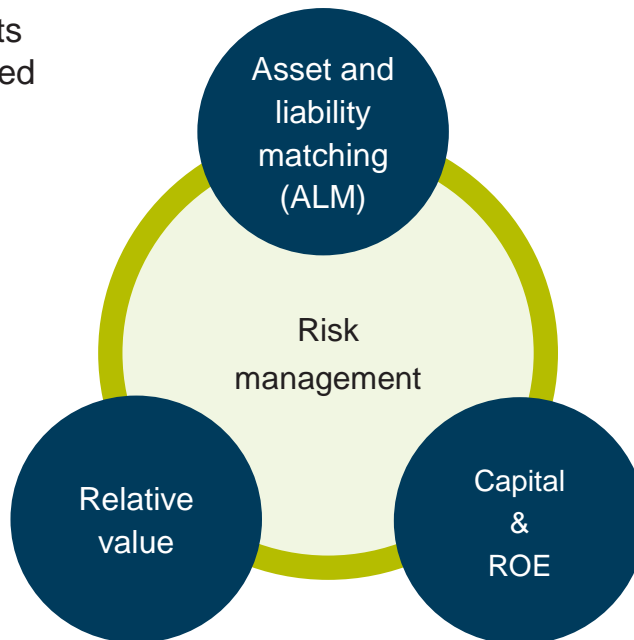 ts
ed
Asset and
liability
matching
(ALM)
Risk
management
Relative
value
Capital
&
ROE